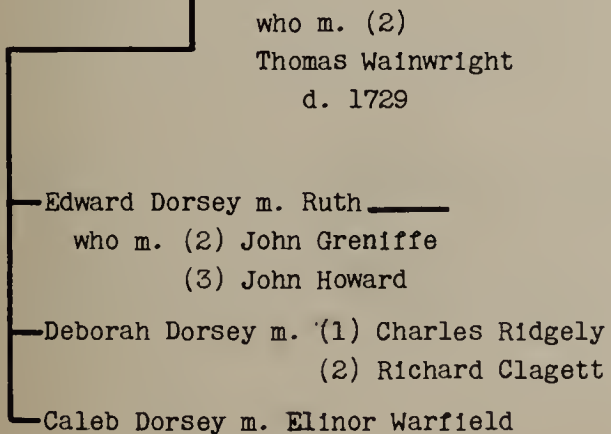 who m. (2)
Thomas Wainwright
d. 1729
Edward Dorsey m. Ruth
who m. (2) John Greniffe
(3) John Howard
Deborah Dorsey m. (1) Charles Ridgely
(2) Richard Clagett
Caleb Dorsey m. Elinor Warfield